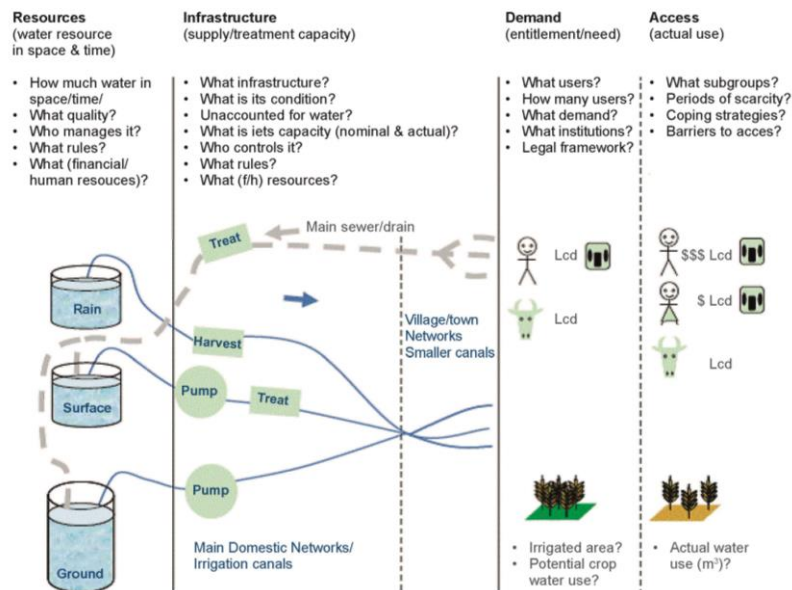 Resources
(water resource
in space & time)
• How much water in
space/time/
• What quality?
• Who manages it?
• What rules?
• What (financial/
human resouces)?
Infrastructure
(supply/treatment capacity)
• What infrastructure?
• What is its condition?
• Unaccounted for water?
• What is iets capacity (nominal & actual)?
• Who controls it?
• What rules?
• What (f/h) resources?
Demand
(entitlement/need)
• What users?
• How many users?
• What demand?
• What institutions?
• Legal framework?
Access
(actual use)
• What subgroups?
• Periods of scarcity?
• Coping strategies?
• Barriers to acces?
Treat
Main sewer/drain
Rain
Harvest
Village/town
Networks
Smaller canals
Surface
Pump
Treat
Ground
Pump
Main Domestic Networks/
Irrigation canals
Lcd
Lcd
• Irrigated area?
• Potential crop
water use?
$$$ Lcd
$ Lcd
Lcd
• Actual water
use (m³)?